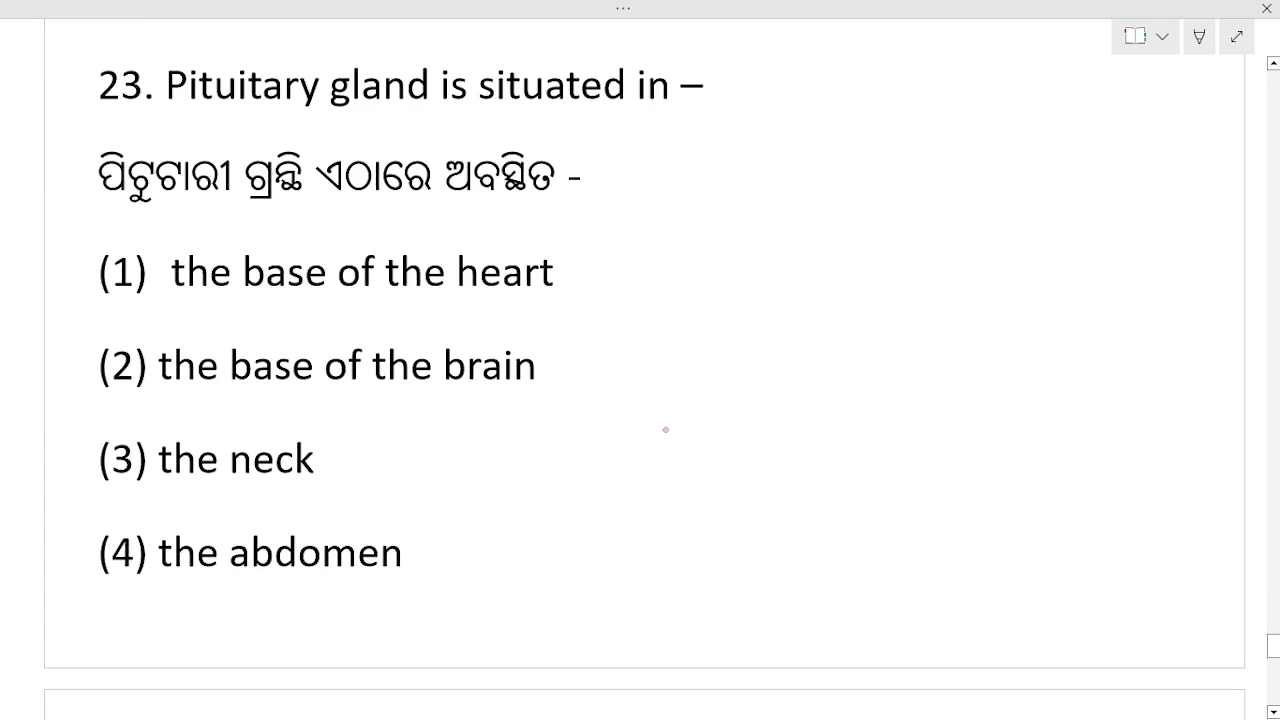 23. Pituitary gland is situated in –
ପିଟୁଟାରୀ ଗ୍ରନ୍ଥି ଏଠାରେ ଅବସ୍ଥିତ -
(1) the base of the heart
(2) the base of the brain
(3) the neck
(4) the abdomen